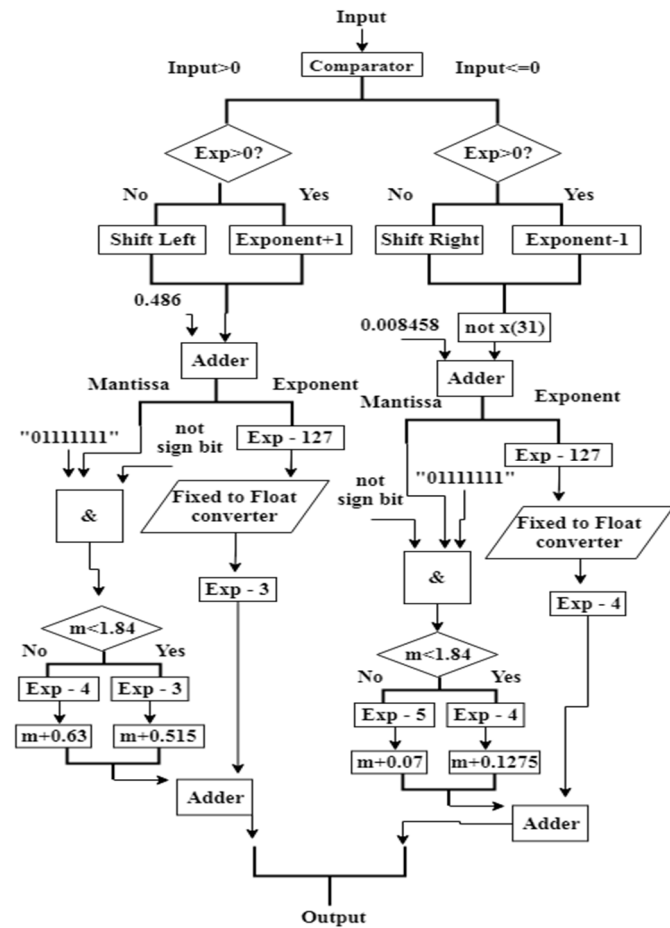 Input
Comparator
Input>0
Input<=0
Exp>0?
Exp>0?
No
Yes
No
Yes
Shift Left
Exponent+1
Shift Right
Exponent-1
0.486
Adder
0.008458
not x(31)
Adder
Mantissa
Exponent
Mantissa
Exponent
"01111111"
not
sign bit
Exp - 127
Exp - 127
&
Fixed to Float
converter
not
sign bit
"01111111"
Fixed to Float
converter
&
Exp - 3
Exp - 4
m<1.84
m<1.84
No
Yes
No
Yes
Exp - 4
Exp - 3
Exp - 5
Exp - 4
m+0.63
m+0.515
m+0.07
m+0.1275
Adder
Adder
Output